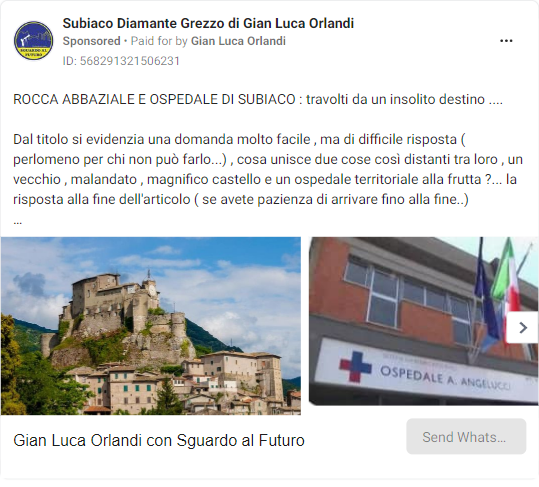 Subiaco Diamante Grezzo di Gian Luca Orlandi
Sponsored • Paid for by Gian Luca Orlandi
ID: 568291321506231
ROCCA ABBAZIALE E OSPEDALE DI SUBIACO : travolti da un insolito destino ....
Dal titolo si evidenzia una domanda molto facile , ma di difficile risposta (
perlomeno per chi non può farlo...) , cosa unisce due cose così distanti tra loro , un
vecchio , malandato , magnifico castello e un ospedale territoriale alla frutta ?... la
risposta alla fine dell'articolo ( se avete pazienza di arrivare fino alla fine..)
...
SGUARDO AL
FUTURO
OSPEDALE A. ANGELUCCI
Gian Luca Orlandi con Sguardo al Futuro
Send Whats...